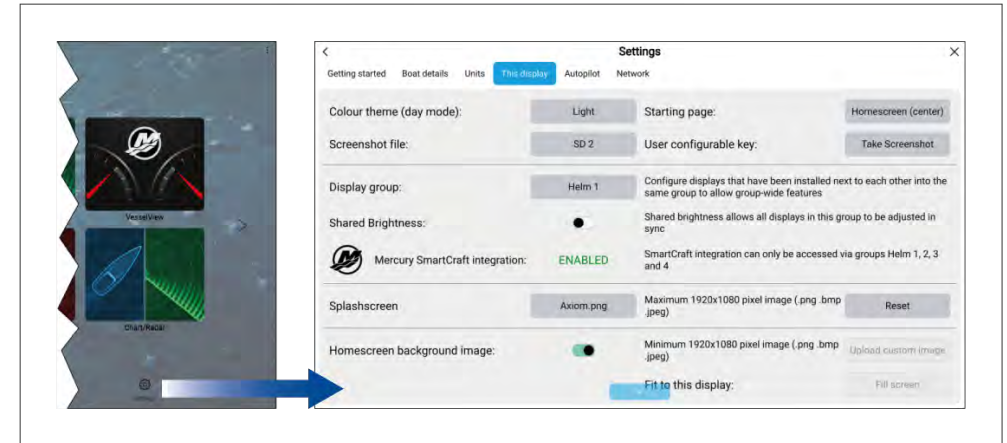 VesselView
Chart/Radar
Settings
Getting started Boat details Units This display Autopilot Network
Colour theme (day mode): Light Starting page: Homescreen (center)
Screenshot file: SD 2 User configurable key: Take Screenshot
Display group: Helm 1 Configure displays that have been installed next to each other into the
same group to allow group-wide features
Shared Brightness: Shared brightness allows all displays in this group to be adjusted in
sync
Mercury SmartCraft integration: ENABLED SmartCraft integration can only be accessed via groups Helm 1, 2, 3
and 4
Splashscreen Axiom.png Maximum 1920x1080 pixel image (.png .bmp
.jpeg) Reset
Homescreen background image: Minimum 1920x1080 pixel image (.png .bmp
.jpeg) Upload custom image
Fit to this display: Fill screen